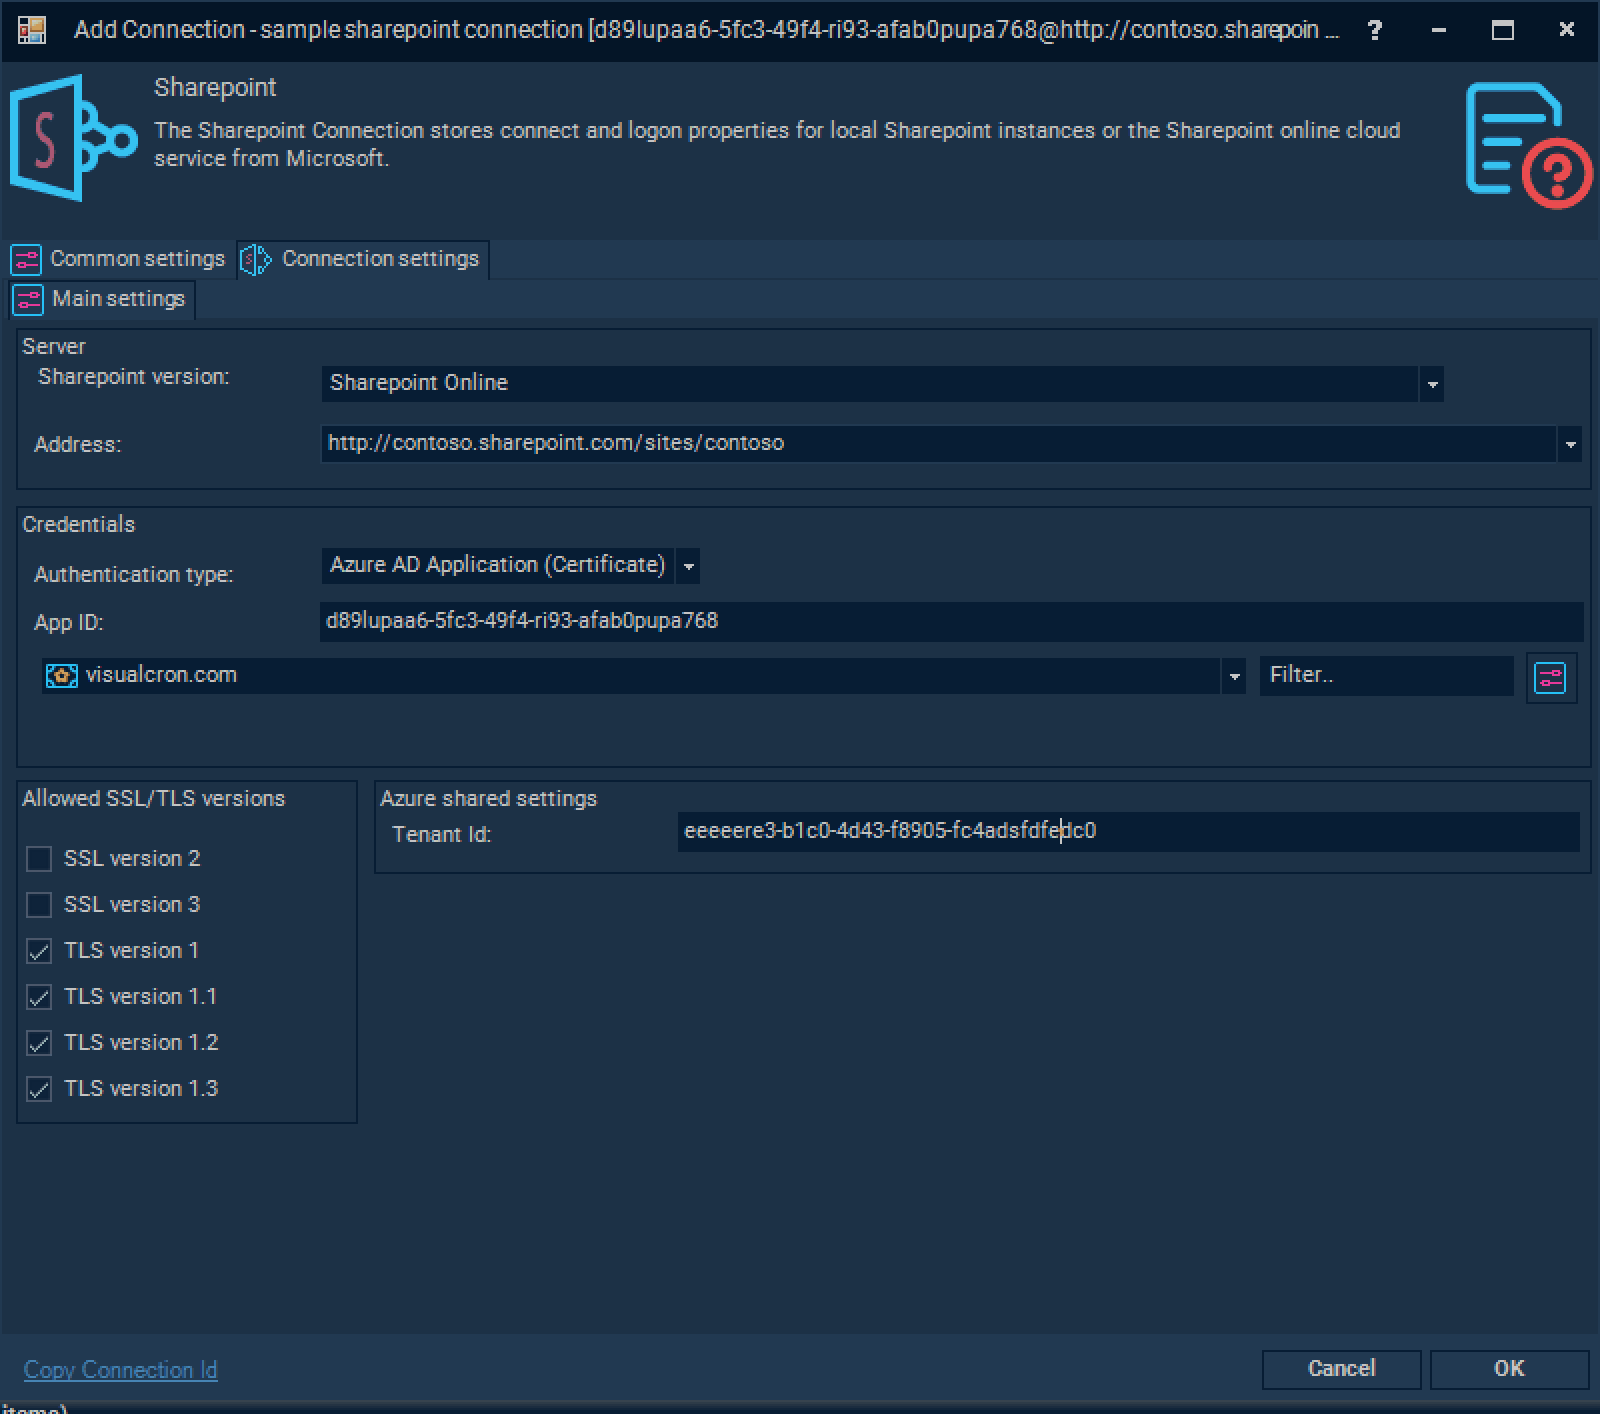 Add Connection - sample sharepoint connection [d89lupaa6-5fc3-49f4-ri93-afab0pupa768@http://contoso.sharepoin ...
Sharepoint
The Sharepoint Connection stores connect and logon properties for local Sharepoint instances or the Sharepoint online cloud
service from Microsoft.
Common settings
Connection settings
Main settings
Server
Sharepoint version:
Sharepoint Online
Address:
http://contoso.sharepoint.com/sites/contoso
Credentials
Authentication type:
Azure AD Application (Certificate)
App ID:
d89lupaa6-5fc3-49f4-ri93-afab0pupa768
visualcron.com
Filter..
Allowed SSL/TLS versions
SSL version 2
SSL version 3
TLS version 1
TLS version 1.1
TLS version 1.2
TLS version 1.3
Azure shared settings
Tenant Id:
eeeeere3-b1c0-4d43-f8905-fc4adsfdfedc0
Copy Connection Id
Cancel
OK